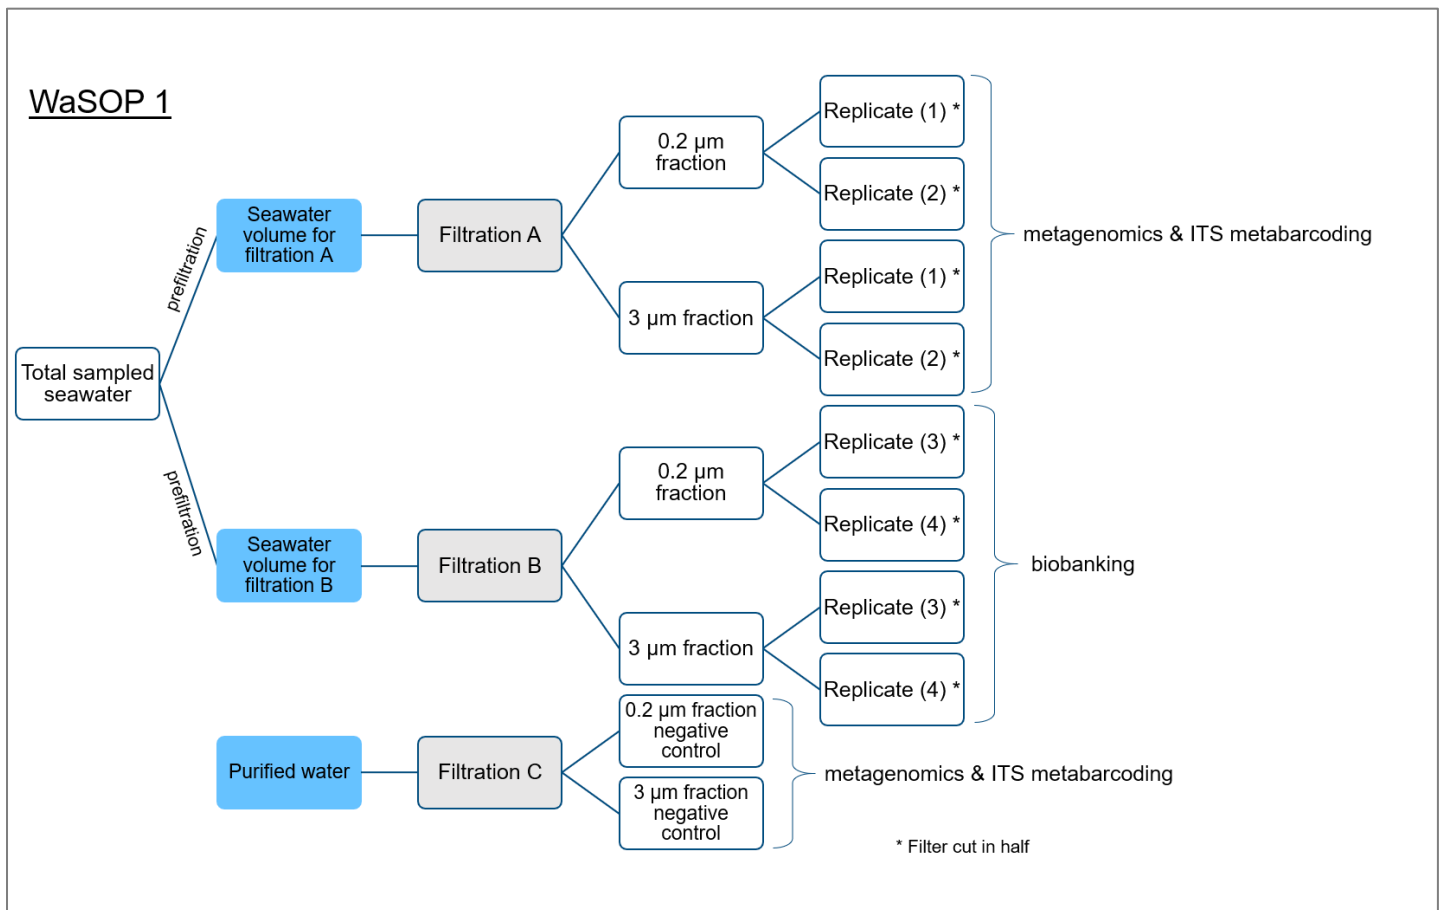 WaSOP 1
Total sampled
seawater
prefiltration
prefiltration
Seawater
volume for
filtration A
Filtration A
0.2 µm
fraction
3 µm fraction
Replicate (1) *
Replicate (2) *
Replicate (1) *
Replicate (2) *
metagenomics & ITS metabarcoding
Seawater
volume for
filtration B
Filtration B
0.2 µm
fraction
3 µm fraction
Replicate (3) *
Replicate (4) *
Replicate (3) *
Replicate (4) *
biobanking
Purified water
Filtration C
0.2 µm fraction
negative
control
3 µm fraction
negative
control
metagenomics & ITS metabarcoding
* Filter cut in half